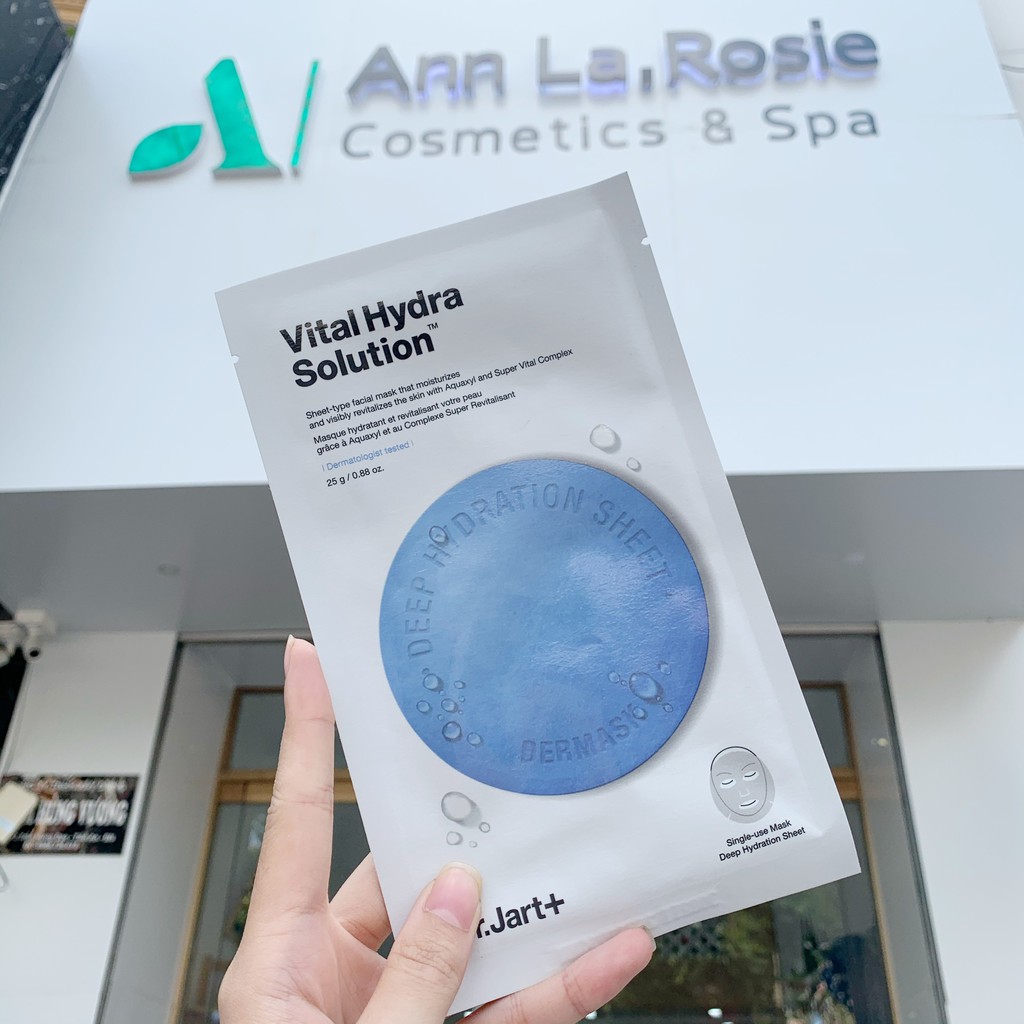 Ann La,Rosie
Cosmetics & Spa
Vital Hydra
Solution™
Sheet-type facial mask that moisturizes
and visibly revitalizes the skin with Aquaxyl and Super Vital Complex
Masque hydratant et revitalisant votre peau
grâce à Aquaxyl et au Complexe Super Revitalisant
| Dermatologist tested |
25 g / 0.88 oz.
DEEP HYDRATION SHEET
DERMASK
Single-use Mask
Deep Hydration Sheet
r.Jart+
VƯƠNG